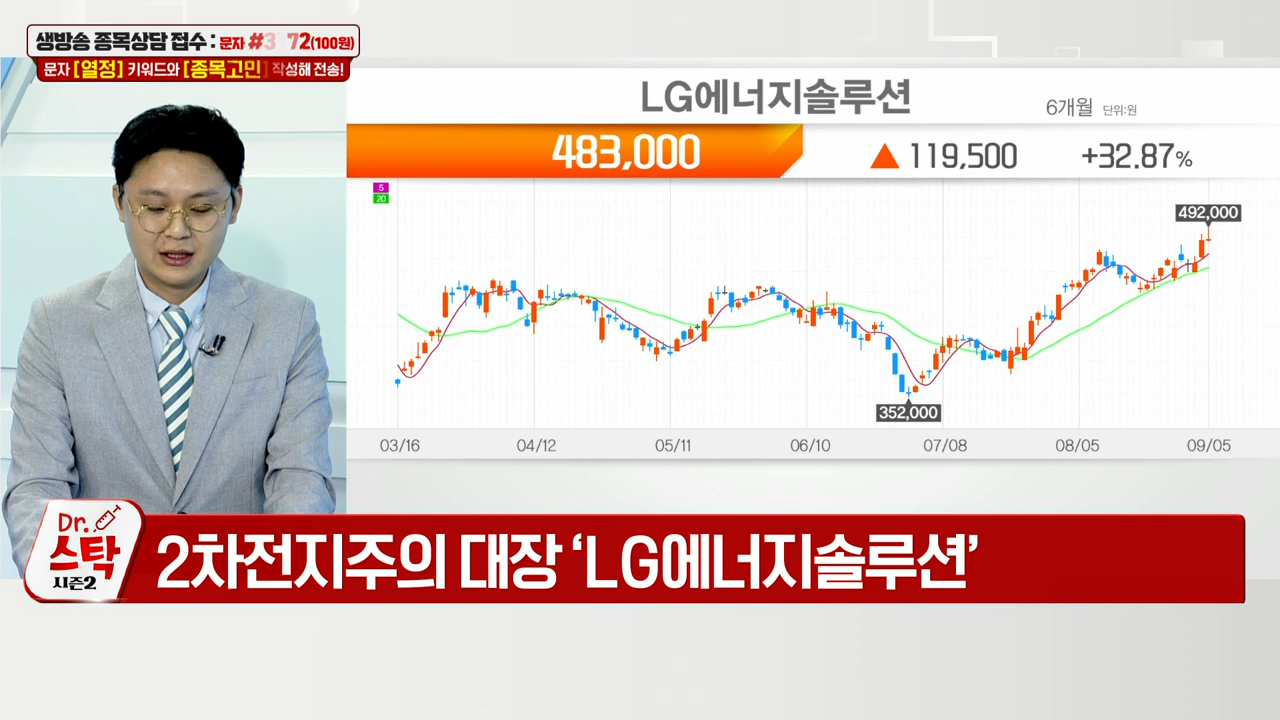 생방송 종목상담 접수 : 문자 #3 72(100원)
문자 [열정] 키워드와 [종목고민] 작성해 전송!
LG에너지솔루션
6개월 단위:원
483,000 ▲ 119,500 +32.87%
5
20
492,000
352,000
03/16 04/12 05/11 06/10 07/08 08/05 09/05
Dr.
스탁
시즌2
2차전지주의 대장 ‘LG에너지솔루션’